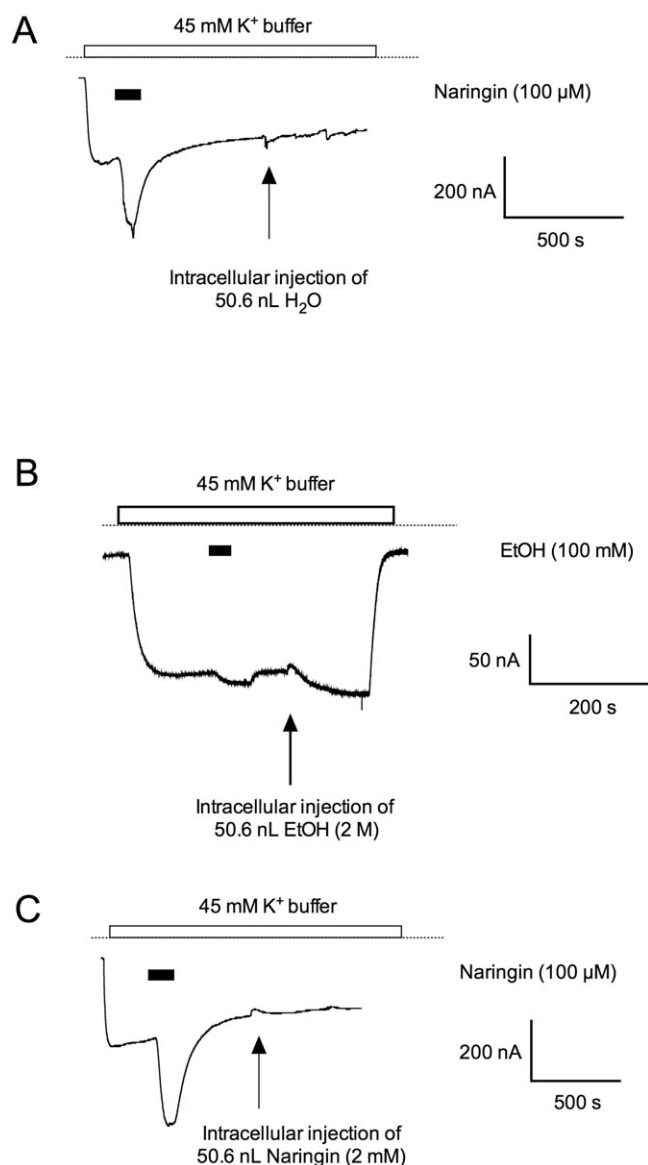 A
45 mM K⁺ buffer
Naringin (100 µM)
200 nA
500 s
Intracellular injection of
50.6 nL H₂O
B
45 mM K⁺ buffer
EtOH (100 mM)
50 nA
200 s
Intracellular injection of
50.6 nL EtOH (2 M)
C
45 mM K⁺ buffer
Naringin (100 µM)
200 nA
500 s
Intracellular injection of
50.6 nL Naringin (2 mM)